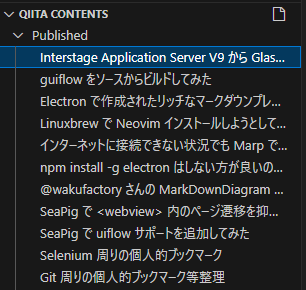 QIITA CONTENTS
Published
Interstage Application Server V9 から Glas...
guiflow をソースからビルドしてみた
Electron で作成されたリッチなマークダウンプレ...
Linuxbrew で Neovim インストールしようとして...
インターネットに接続できない状況でも Marp で...
npm install -g electron はしない方が良いの...
@wakufactory さんの MarkDownDiagram ...
SeaPig で <webview> 内のページ遷移を抑...
SeaPig で uiflow サポートを追加してみた
Selenium 周りの個人的ブックマーク
Git 周りの個人的ブックマーク等整理